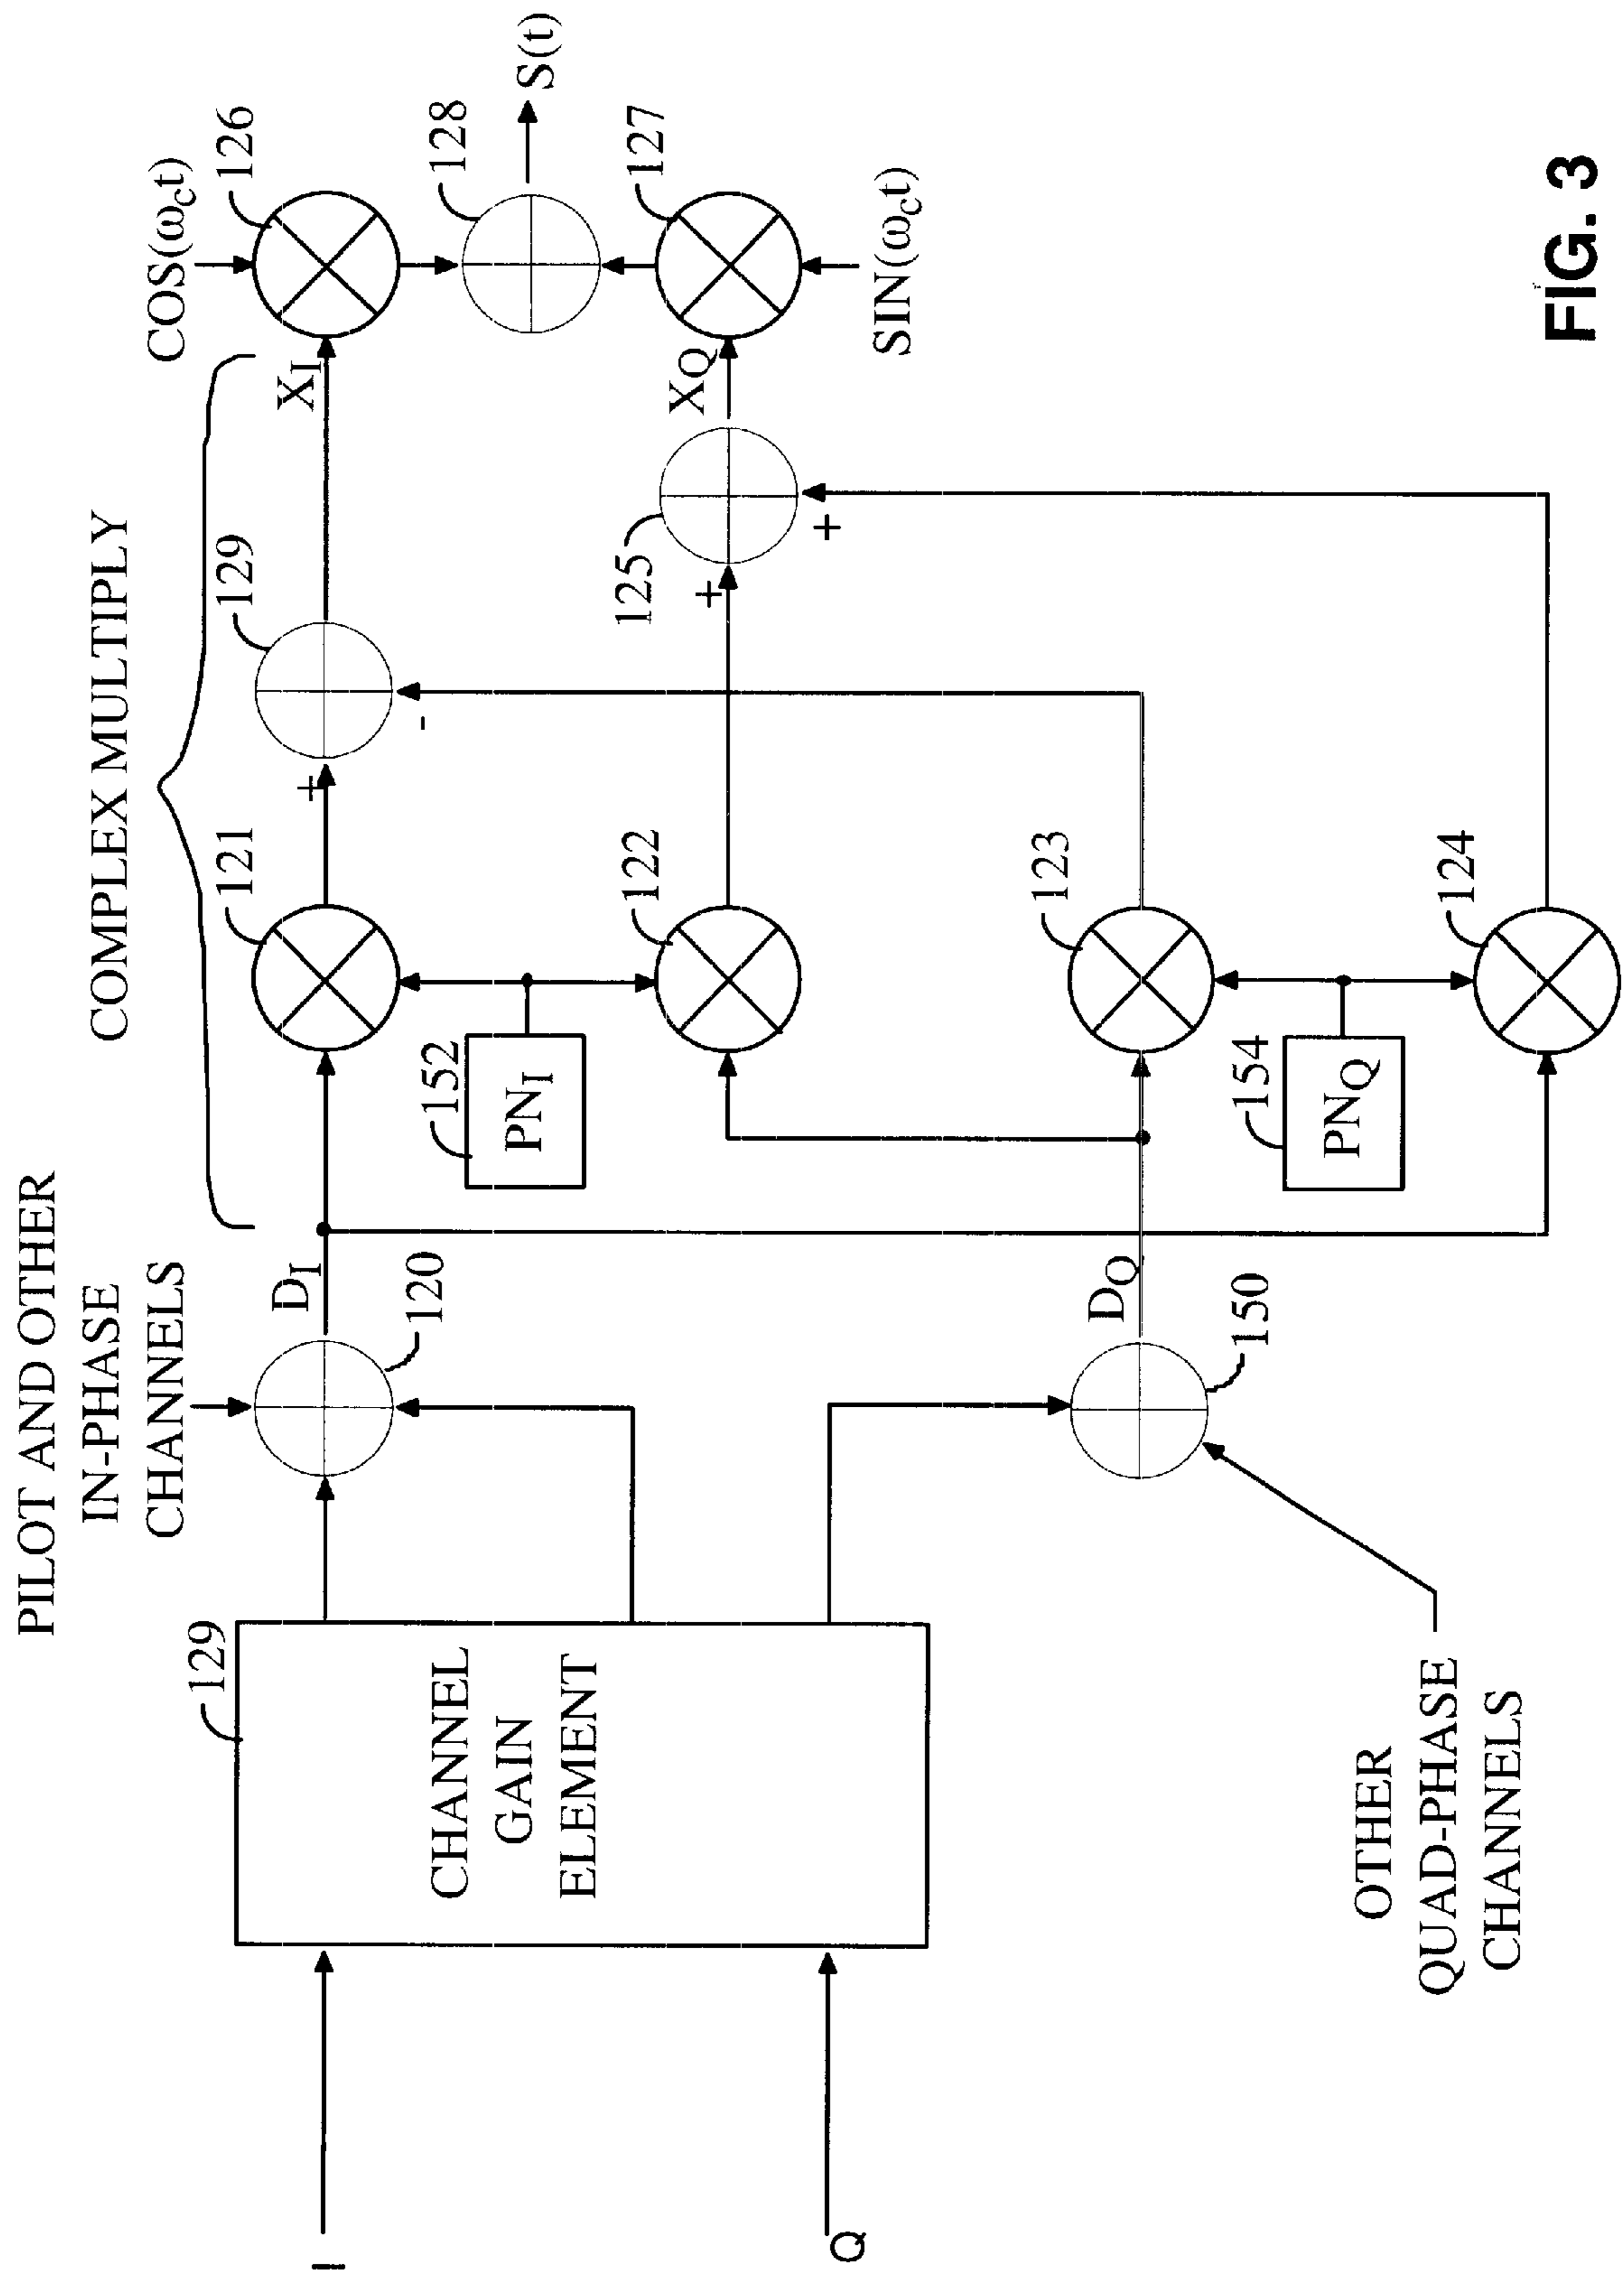 PILOT AND OTHER
IN-PHASE
CHANNELS
COMPLEX MULTIPLY
COS(ωct)
129
I
CHANNEL
GAIN
ELEMENT
Q
DI
120
121
+
129
-
XI
126
152
PNI
122
+
125
+
XQ
128
S(t)
127
SIN(ωct)
DQ
150
123
154
PNQ
124
OTHER
QUAD-PHASE
CHANNELS
FIG. 3